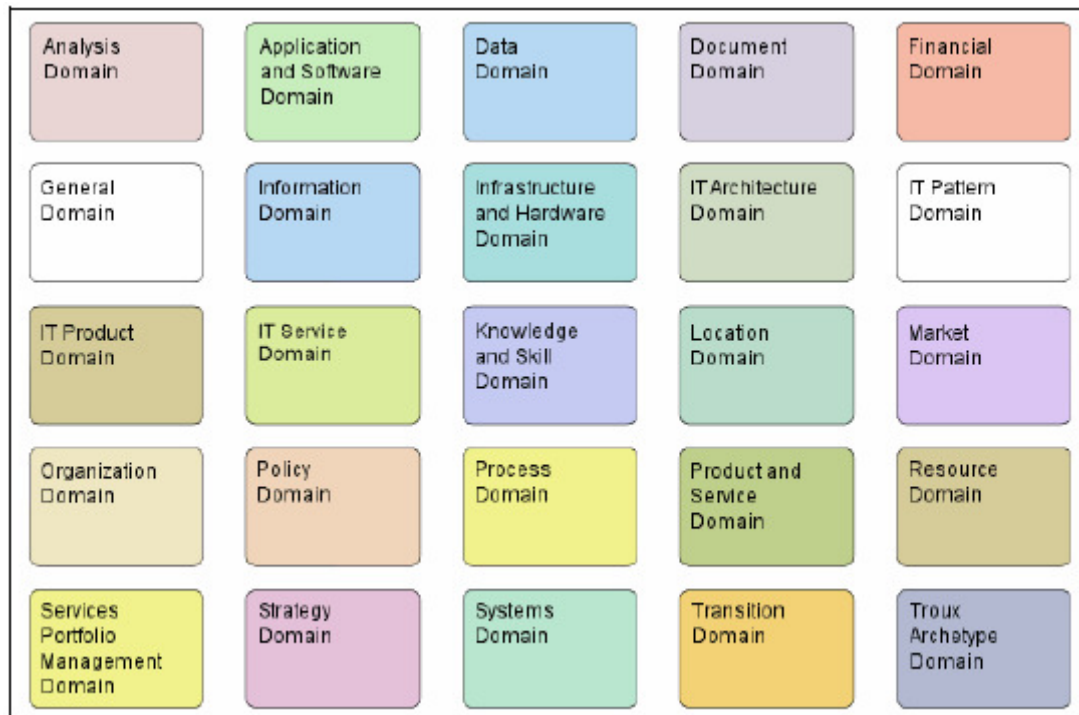 Analysis
Domain
Application
and Software
Domain
Data
Domain
Document
Domain
Financial
Domain
General
Domain
Information
Domain
Infrastructure
and Hardware
Domain
IT Architecture
Domain
IT Pattern
Domain
IT Product
Domain
IT Service
Domain
Knowledge
and Skill
Domain
Location
Domain
Market
Domain
Organization
Domain
Policy
Domain
Process
Domain
Product and
Service
Domain
Resource
Domain
Services
Portfolio
Management
Domain
Strategy
Domain
Systems
Domain
Transition
Domain
Troux
Archetype
Domain